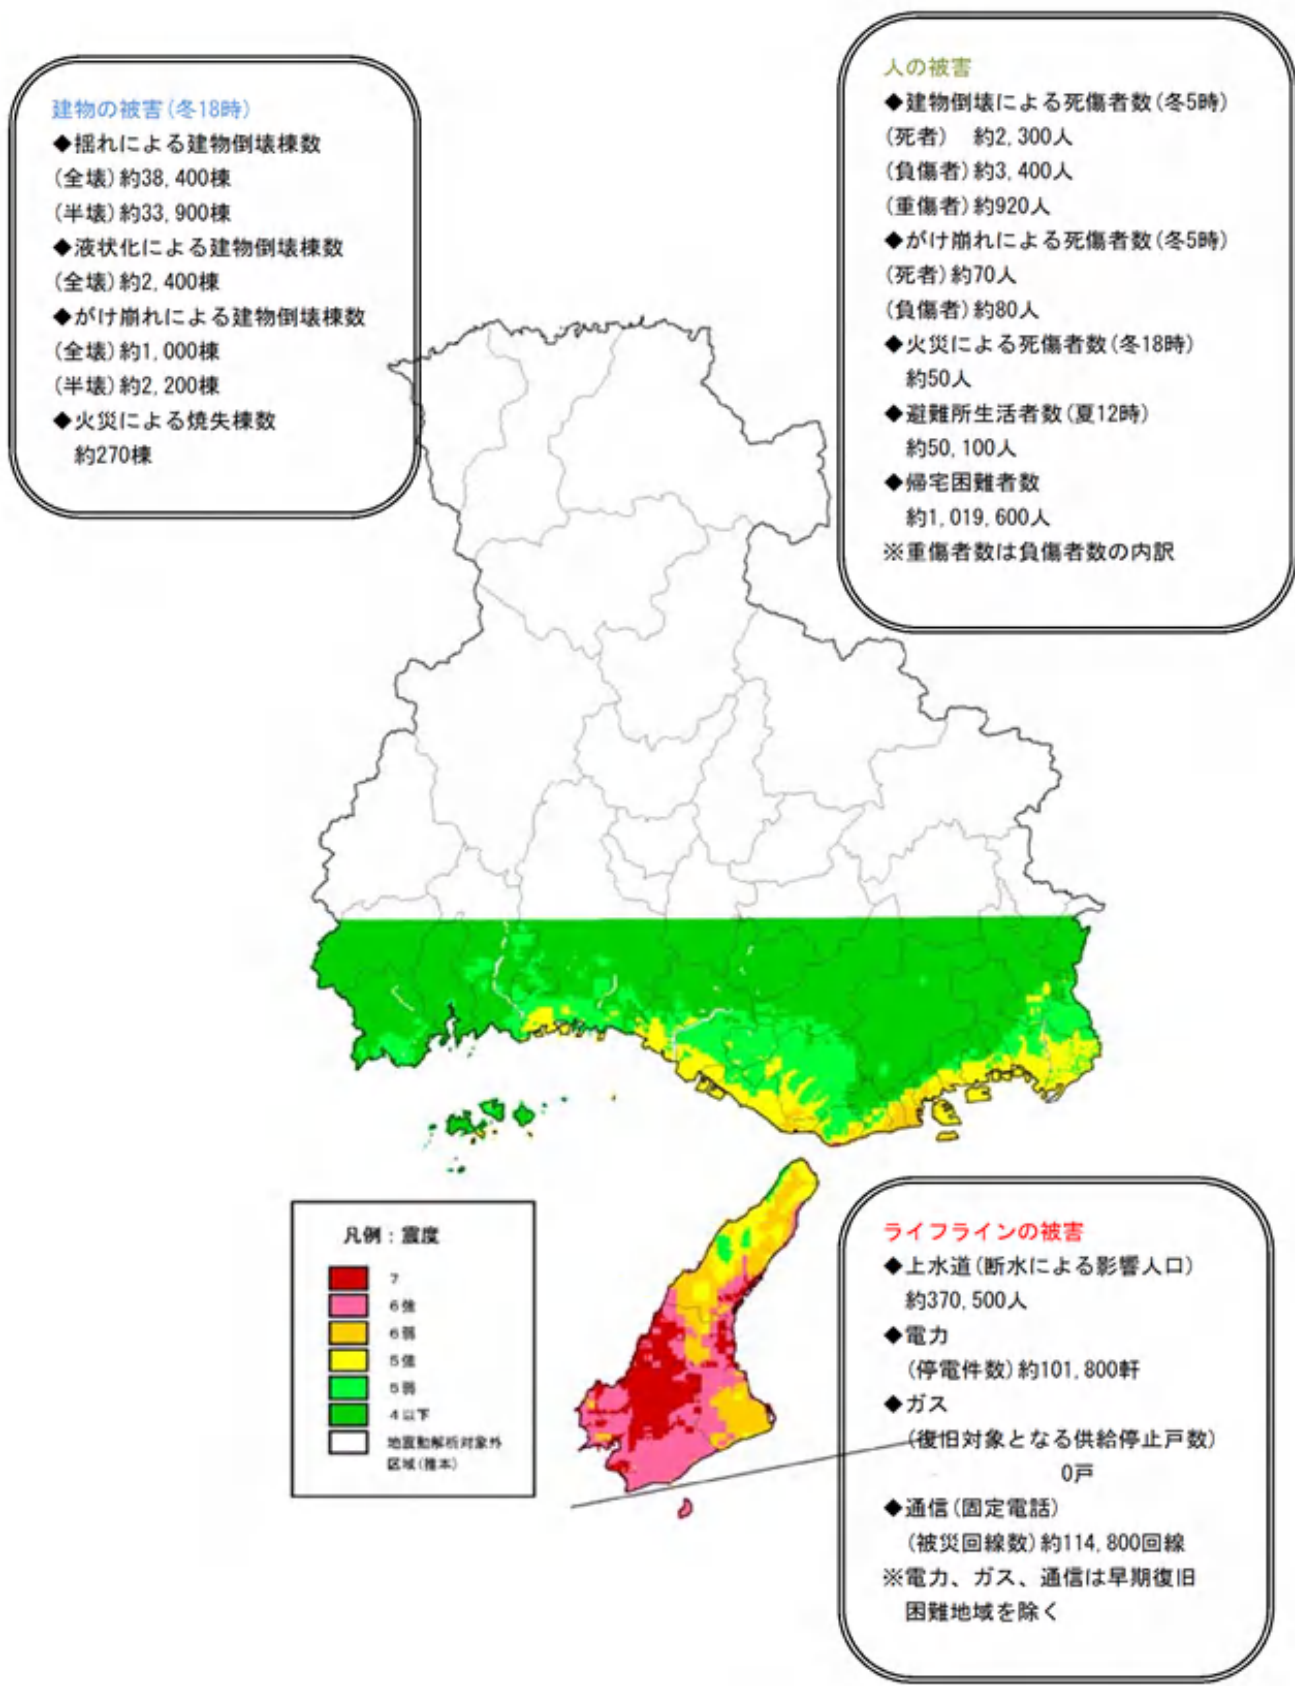 建物の被害(冬18時)
◆揺れによる建物倒壊棟数
(全壊)約38,400棟
(半壊)約33,900棟
◆液状化による建物倒壊棟数
(全壊)約2,400棟
◆がけ崩れによる建物倒壊棟数
(全壊)約1,000棟
(半壊)約2,200棟
◆火災による焼失棟数
約270棟
人の被害
◆建物倒壊による死傷者数(冬5時)
(死者) 約2,300人
(負傷者)約3,400人
(重傷者)約920人
◆がけ崩れによる死傷者数(冬5時)
(死者)約70人
(負傷者)約80人
◆火災による死傷者数(冬18時)
約50人
◆避難所生活者数(夏12時)
約50,100人
◆帰宅困難者数
約1,019,600人
※重傷者数は負傷者数の内訳
凡例：震度
7
6強
6弱
5強
5弱
4以下
地震動解析対象外
区域(推本)
ライフラインの被害
◆上水道(断水による影響人口)
約370,500人
◆電力
(停電件数)約101,800軒
◆ガス
(復旧対象となる供給停止戸数)
0戸
◆通信(固定電話)
(被災回線数)約114,800回線
※電力、ガス、通信は早期復旧
困難地域を除く